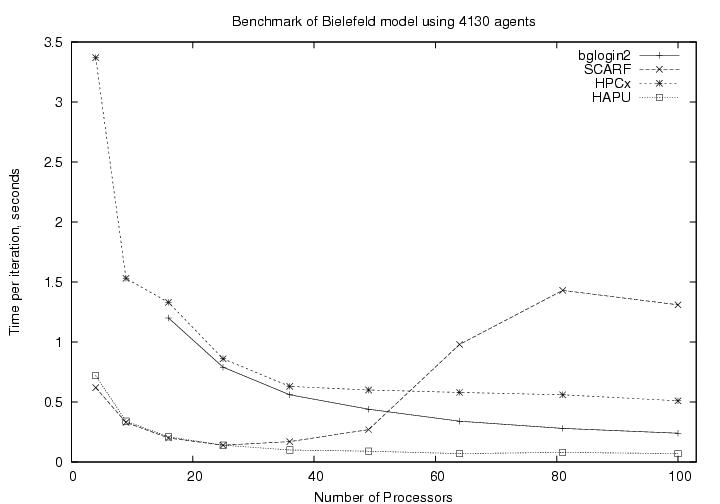 Benchmark of Bielefeld model using 4130 agents
3.5
3
2.5
2
1.5
1
0.5
0
Time per iteration, seconds
bglogin2
SCARF
HPCx
HAPU
0 20 40 60 80 100
Number of Processors